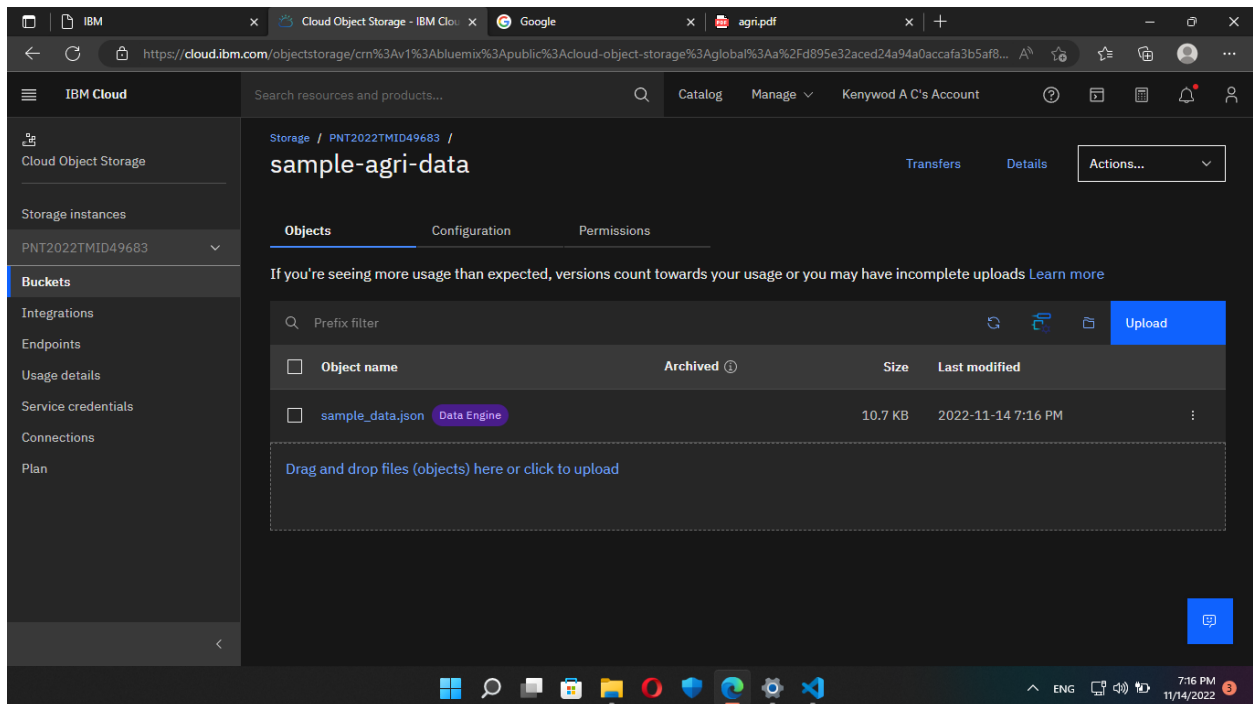 IBM
Cloud Object Storage - IBM Clou
Google
agri.pdf
https://cloud.ibm.com/objectstorage/crn%3Av1%3Abluemix%3Apublic%3Acloud-object-storage%3Aglobal%3Aa%2Fd895e32aced24a94a0accafa3b5af8...
IBM Cloud
Search resources and products...
Catalog
Manage
Kenywod A C's Account
Cloud Object Storage
Storage instances
PNT2022TMID49683
Buckets
Integrations
Endpoints
Usage details
Service credentials
Connections
Plan
Storage / PNT2022TMID49683 /
sample-agri-data
Transfers
Details
Actions...
Objects
Configuration
Permissions
If you're seeing more usage than expected, versions count towards your usage or you may have incomplete uploads Learn more
Prefix filter
Upload
Object name
Archived
Size
Last modified
sample_data.json
Data Engine
10.7 KB
2022-11-14 7:16 PM
Drag and drop files (objects) here or click to upload
ENG
7:16 PM
11/14/2022
3